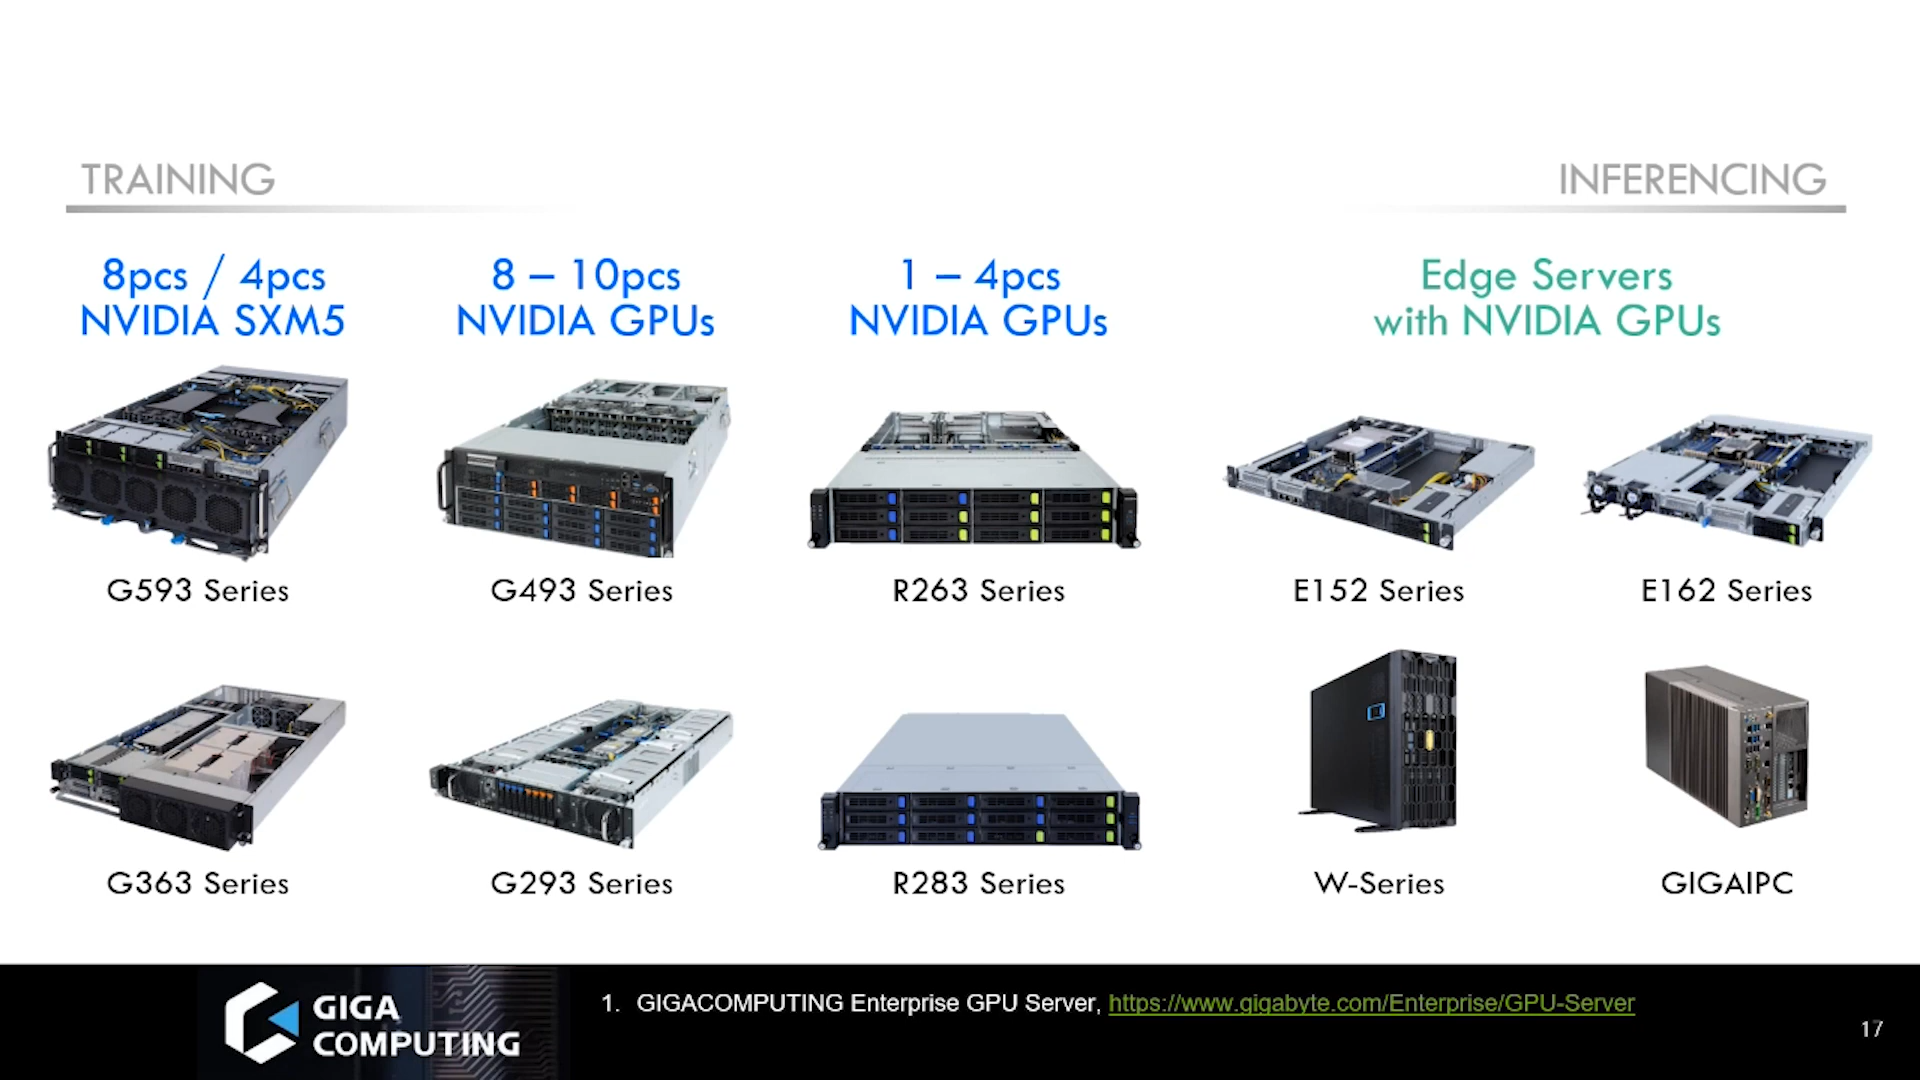 TRAINING
INFERENCING
8pcs / 4pcs
NVIDIA SXM5
8 – 10pcs
NVIDIA GPUs
1 – 4pcs
NVIDIA GPUs
Edge Servers
with NVIDIA GPUs
G593 Series
G493 Series
R263 Series
E152 Series
E162 Series
G363 Series
G293 Series
R283 Series
W-Series
GIGAIPC
GIGA
COMPUTING
1. GIGACOMPUTING Enterprise GPU Server, https://www.gigabyte.com/Enterprise/GPU-Server
17